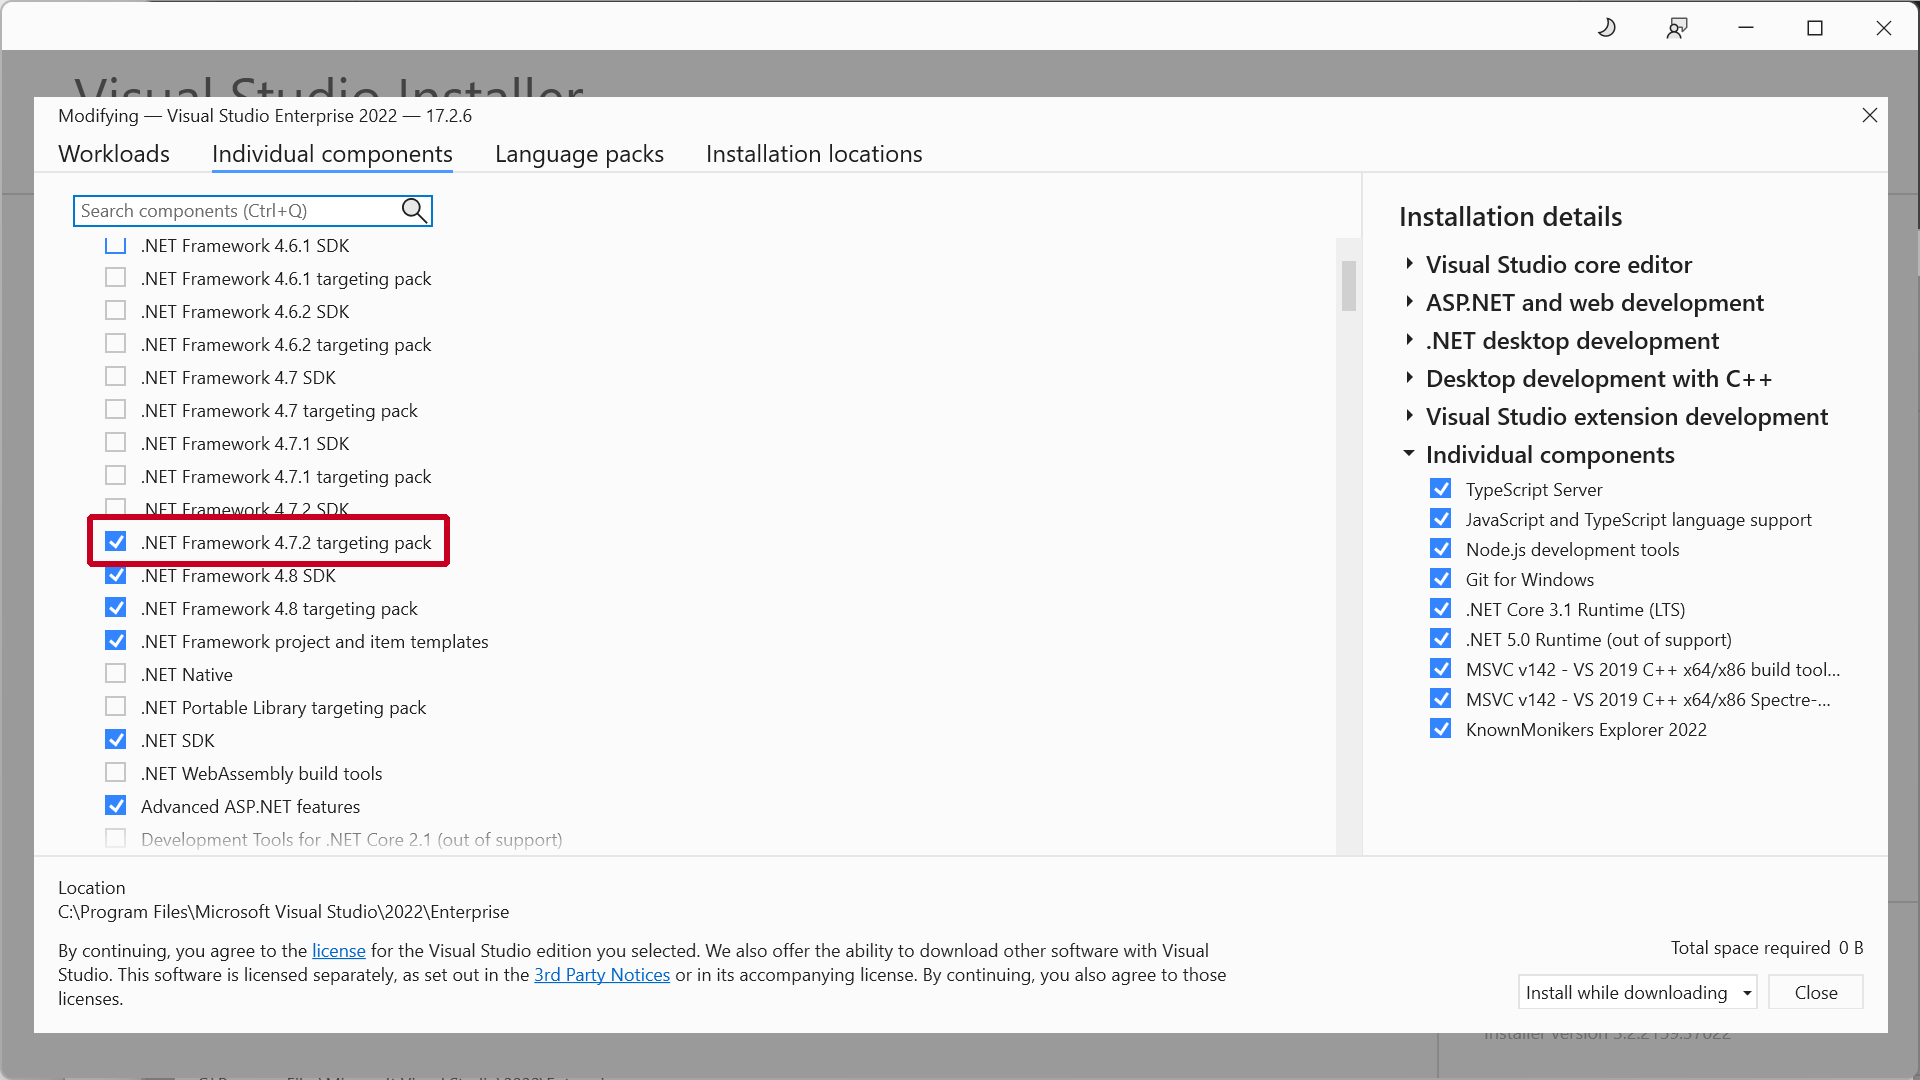 Visual Studio Installer
Modifying — Visual Studio Enterprise 2022 — 17.2.6
Workloads
Individual components
Language packs
Installation locations
Search components (Ctrl+Q)
.NET Framework 4.6.1 SDK
.NET Framework 4.6.1 targeting pack
.NET Framework 4.6.2 SDK
.NET Framework 4.6.2 targeting pack
.NET Framework 4.7 SDK
.NET Framework 4.7 targeting pack
.NET Framework 4.7.1 SDK
.NET Framework 4.7.1 targeting pack
.NET Framework 4.7.2 SDK
.NET Framework 4.7.2 targeting pack
.NET Framework 4.8 SDK
.NET Framework 4.8 targeting pack
.NET Framework project and item templates
.NET Native
.NET Portable Library targeting pack
.NET SDK
.NET WebAssembly build tools
Advanced ASP.NET features
Development Tools for .NET Core 2.1 (out of support)
Installation details
Visual Studio core editor
ASP.NET and web development
.NET desktop development
Desktop development with C++
Visual Studio extension development
Individual components
TypeScript Server
JavaScript and TypeScript language support
Node.js development tools
Git for Windows
.NET Core 3.1 Runtime (LTS)
.NET 5.0 Runtime (out of support)
MSVC v142 - VS 2019 C++ x64/x86 build tool...
MSVC v142 - VS 2019 C++ x64/x86 Spectre-...
KnownMonikers Explorer 2022
Location
C:\Program Files\Microsoft Visual Studio\2022\Enterprise
By continuing, you agree to the license for the Visual Studio edition you selected. We also offer the ability to download other software with Visual
Studio. This software is licensed separately, as set out in the 3rd Party Notices or in its accompanying license. By continuing, you also agree to those
licenses.
Total space required 0 B
Install while downloading
Close